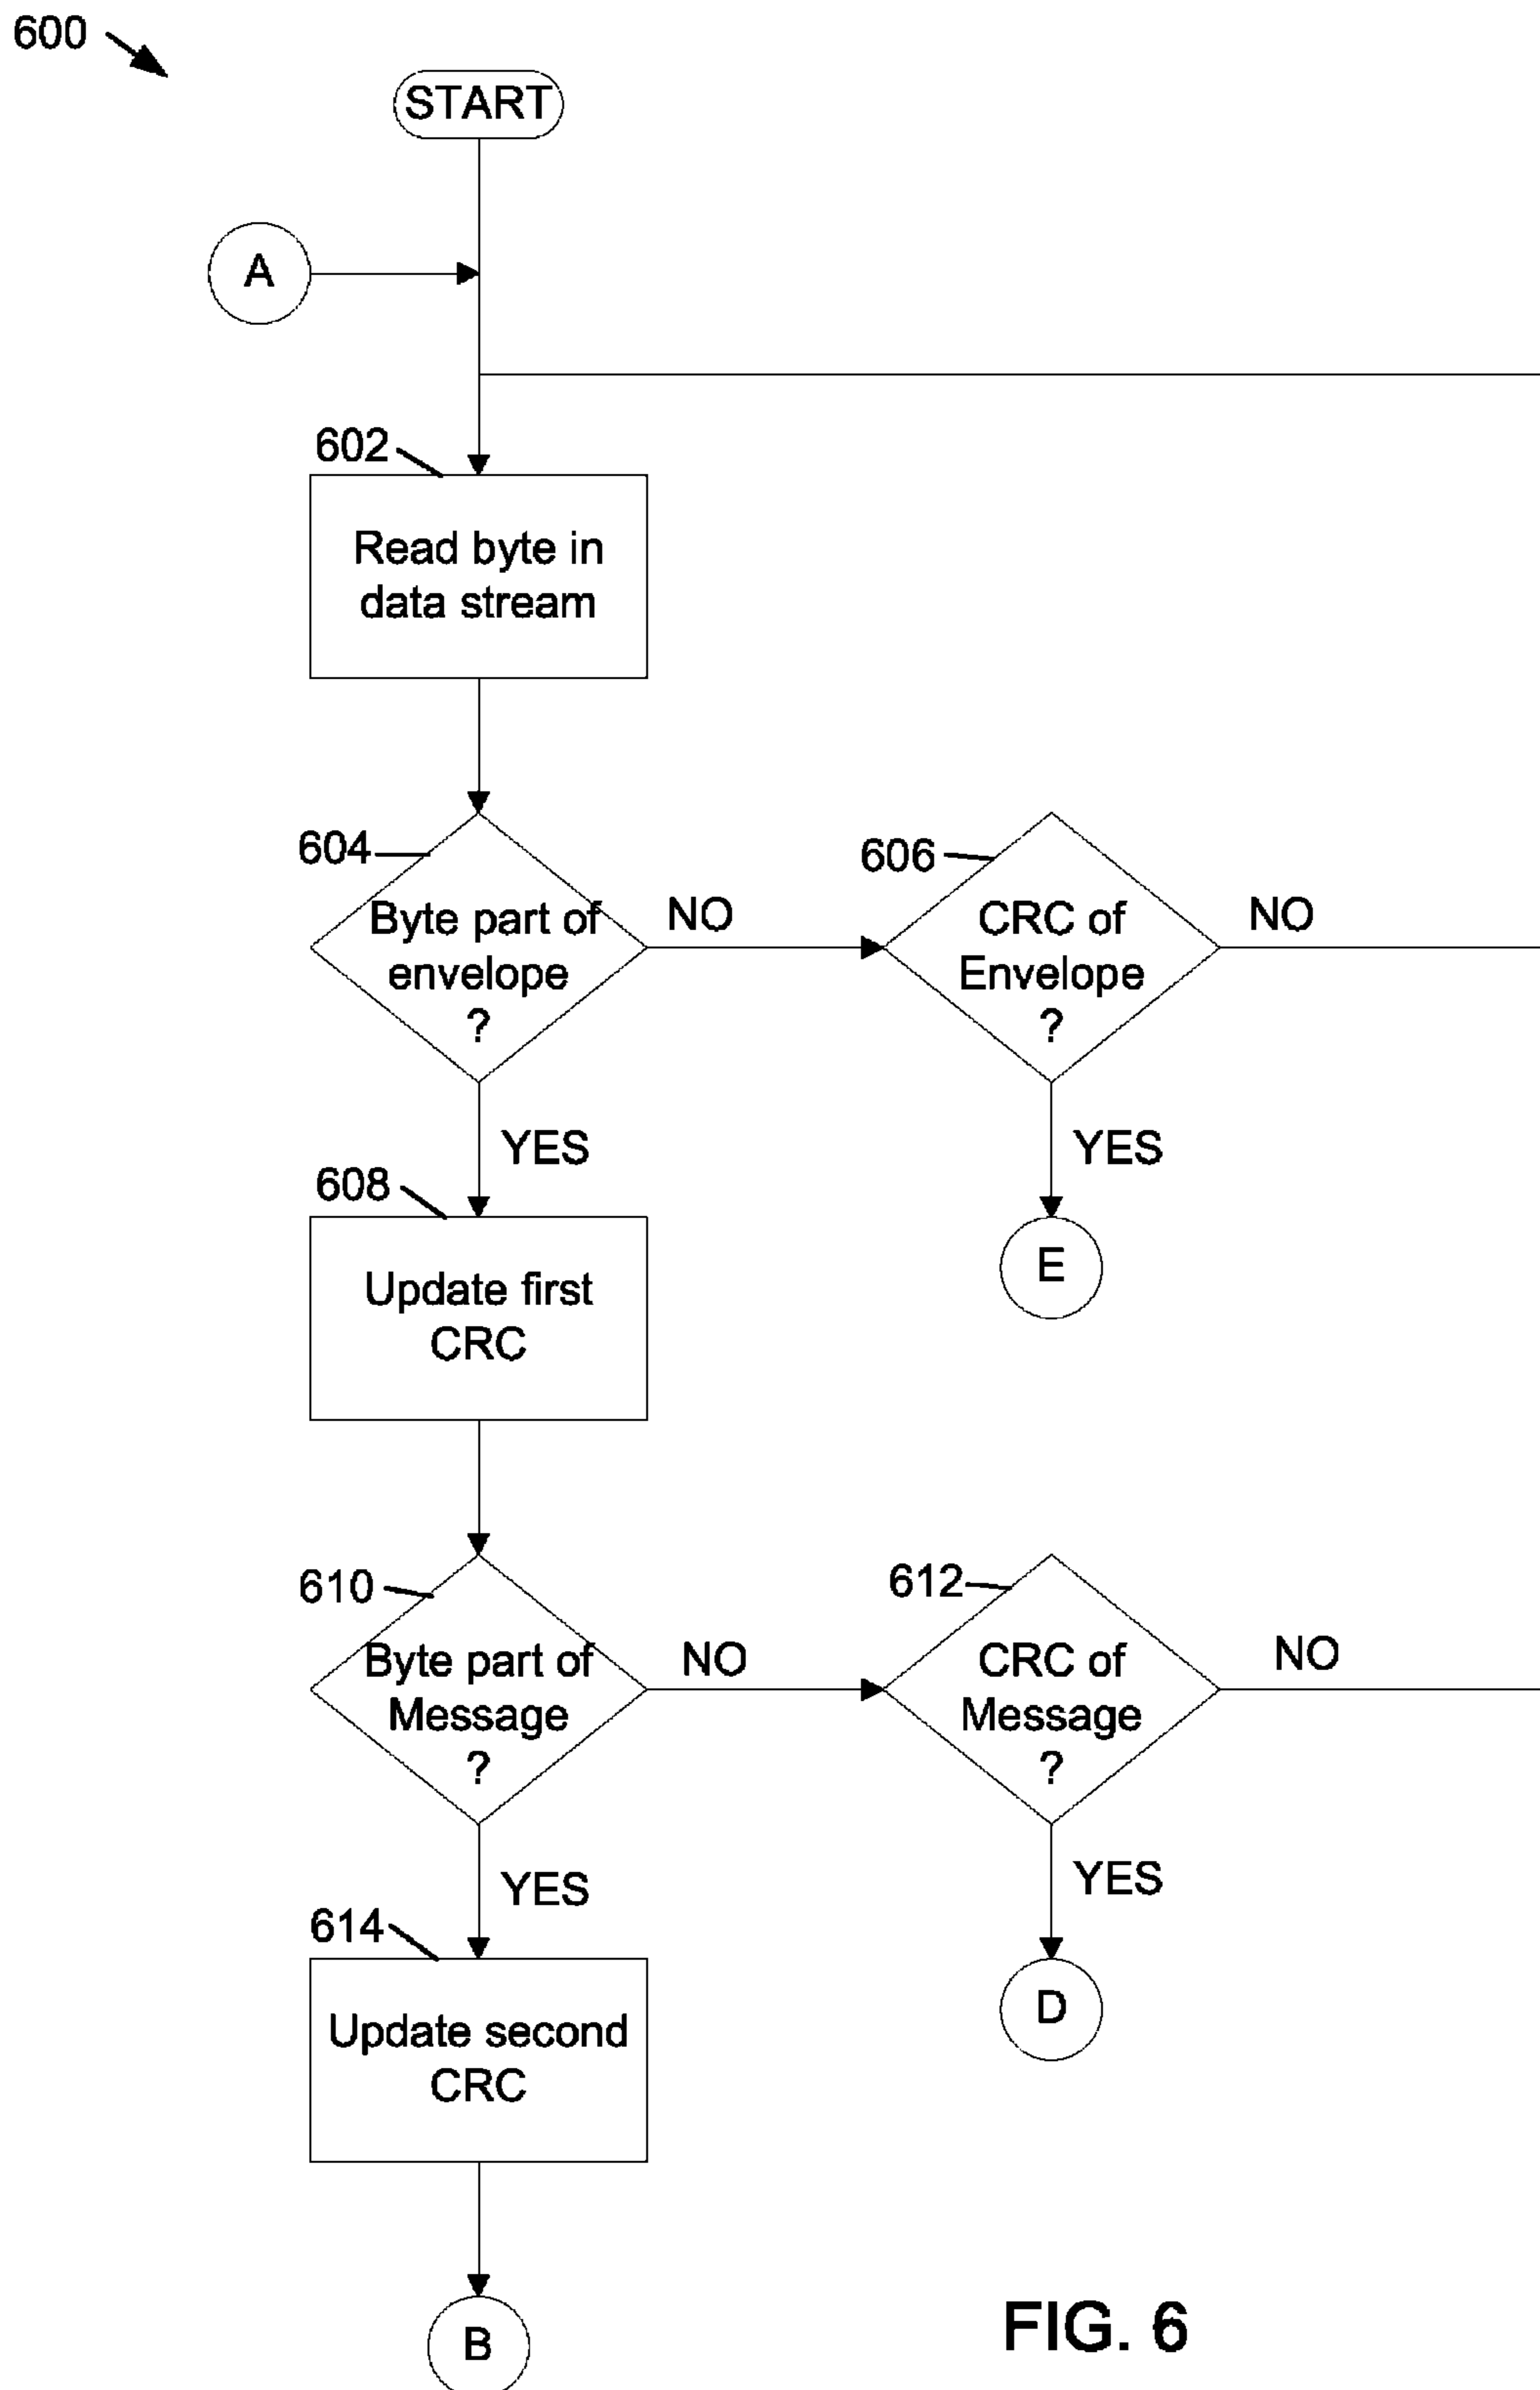 600
START
A
602
Read byte in
data stream
604
Byte part of
envelope
?
NO
606
CRC of
Envelope
?
NO
YES
YES
608
Update first
CRC
E
610
Byte part of
Message
?
NO
612
CRC of
Message
?
NO
YES
YES
614
Update second
CRC
D
B
FIG. 6